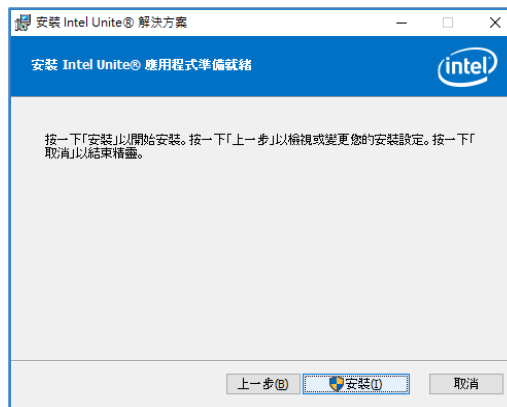 安裝 Intel Unite® 解決方案
安裝 Intel Unite® 應用程式準備就緒
intel
按一下「安裝」以開始安裝。按一下「上一步」以檢視或變更您的安裝設定。按一下「
取消」以結束精靈。
上一步(B)
安裝(I)
取消